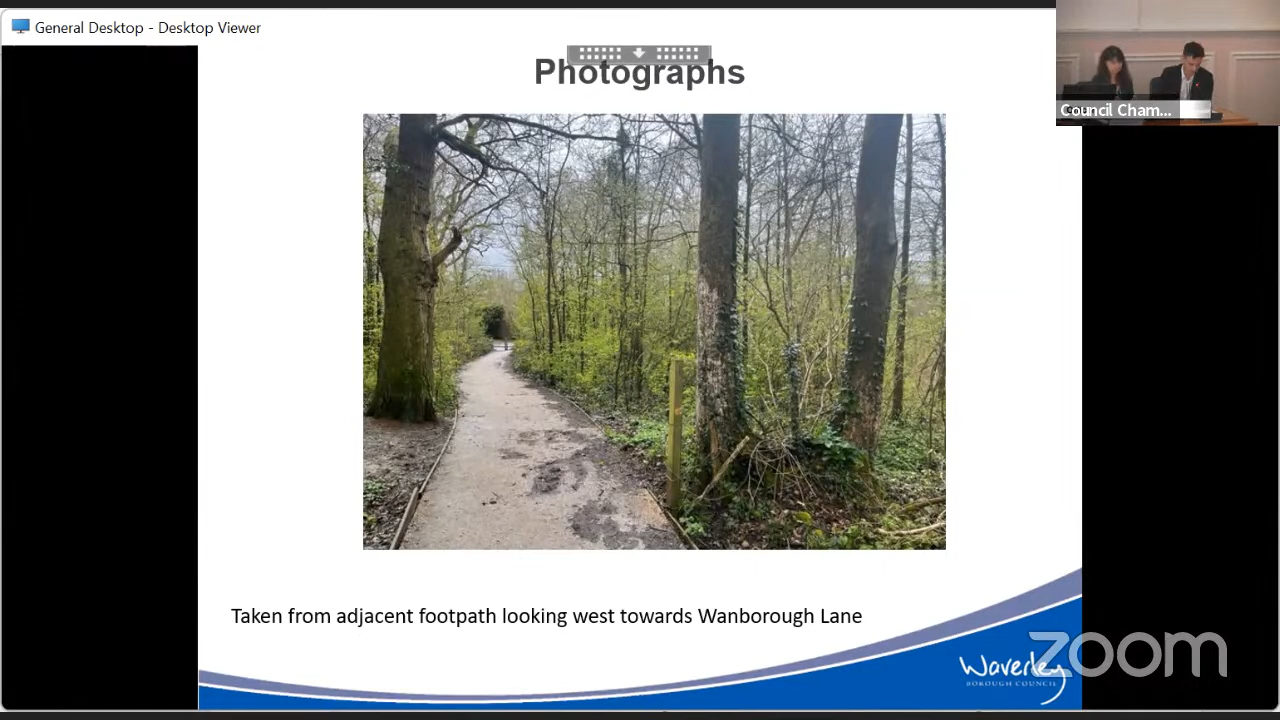 General Desktop - Desktop Viewer
Photographs
Council Cham...
Taken from adjacent footpath looking west towards Wanborough Lane
zoom
Waverley
BOROUGH COUNCIL